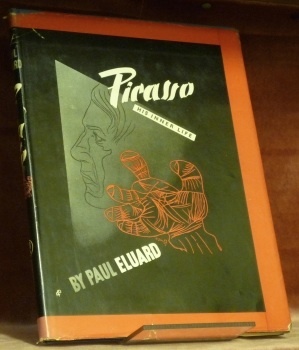 Picasso
HIS INNER LIFE
BY PAUL ELUARD